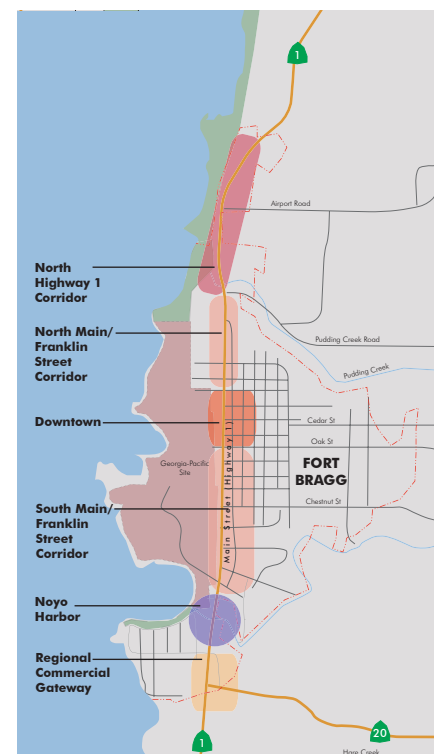 1
Airport Road
North
Highway 1
Corridor
North Main/
Franklin
Street
Corridor
Pudding Creek Road
Pudding Creek
Downtown
Cedar St
Oak St
FORT
BRAGG
Georgia-Pacific
Site
Main Street (Highway 1)
Chestnut St
South Main/
Franklin
Street
Corridor
Noyo
Harbor
Regional
Commercial
Gateway
1
20
Hare Creek